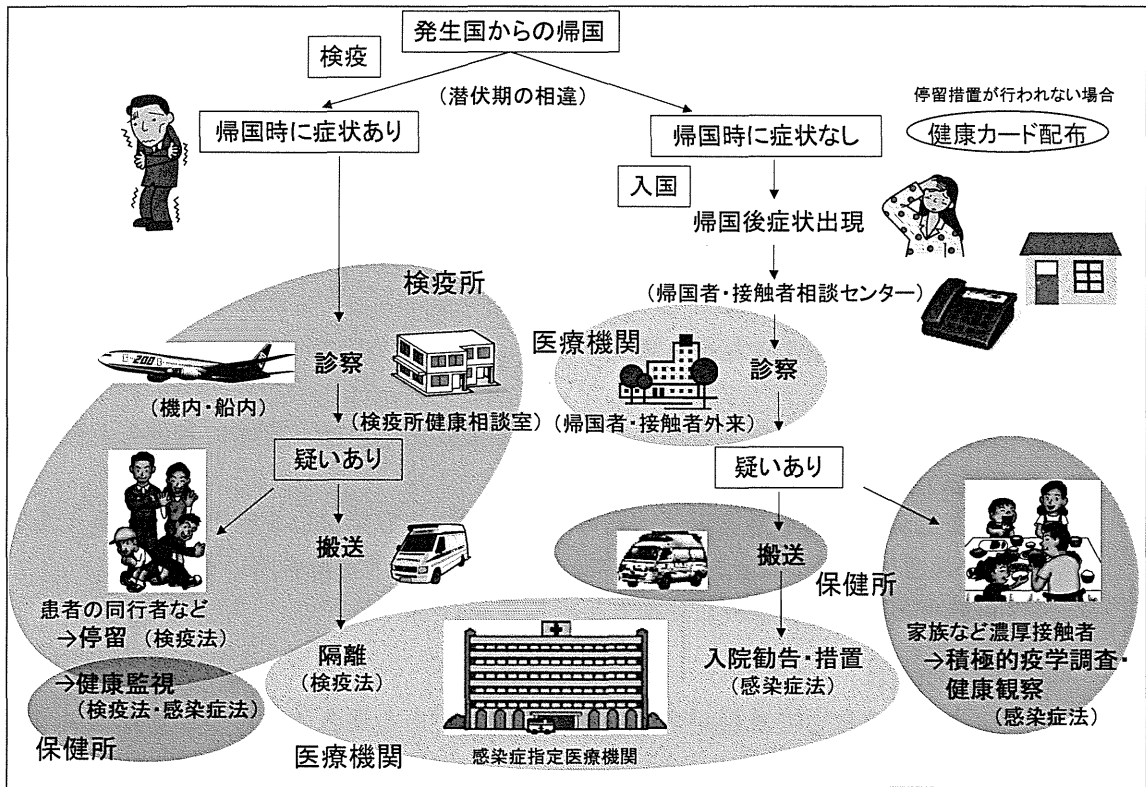 発生国からの帰国
検疫
(潜伏期の相違)
停留措置が行われない場合
健康カード配布
帰国時に症状あり
帰国時に症状なし
入国
帰国後症状出現
検疫所
(帰国者・接触者相談センター)
医療機関
診察
診察
(機内・船内)
(検疫所健康相談室)
(帰国者・接触者外来)
疑いあり
疑いあり
搬送
搬送
保健所
患者の同行者など
→停留 (検疫法)
家族など濃厚接触者
→積極的疫学調査・
健康観察
(感染症法)
隔離
(検疫法)
入院勧告・措置
(感染症法)
→健康監視
(検疫法・感染症法)
保健所
医療機関
感染症指定医療機関